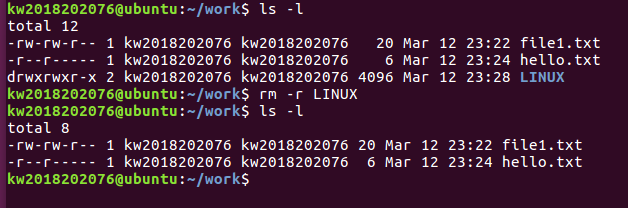 kw2018202076@ubuntu:~/work$ ls -l
total 12
-rw-rw-r-- 1 kw2018202076 kw2018202076   20 Mar 12 23:22 file1.txt
-r--r----- 1 kw2018202076 kw2018202076    6 Mar 12 23:24 hello.txt
drwxrwxr-x 2 kw2018202076 kw2018202076 4096 Mar 12 23:28 LINUX
kw2018202076@ubuntu:~/work$ rm -r LINUX
kw2018202076@ubuntu:~/work$ ls -l
total 8
-rw-rw-r-- 1 kw2018202076 kw2018202076 20 Mar 12 23:22 file1.txt
-r--r----- 1 kw2018202076 kw2018202076  6 Mar 12 23:24 hello.txt
kw2018202076@ubuntu:~/work$